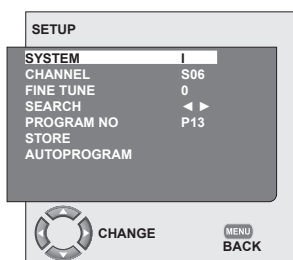 SETUP
SYSTEM I
CHANNEL S06
FINE TUNE 0
SEARCH ◄ ►
PROGRAM NO P13
STORE
AUTOPROGRAM
CHANGE
MENU
BACK